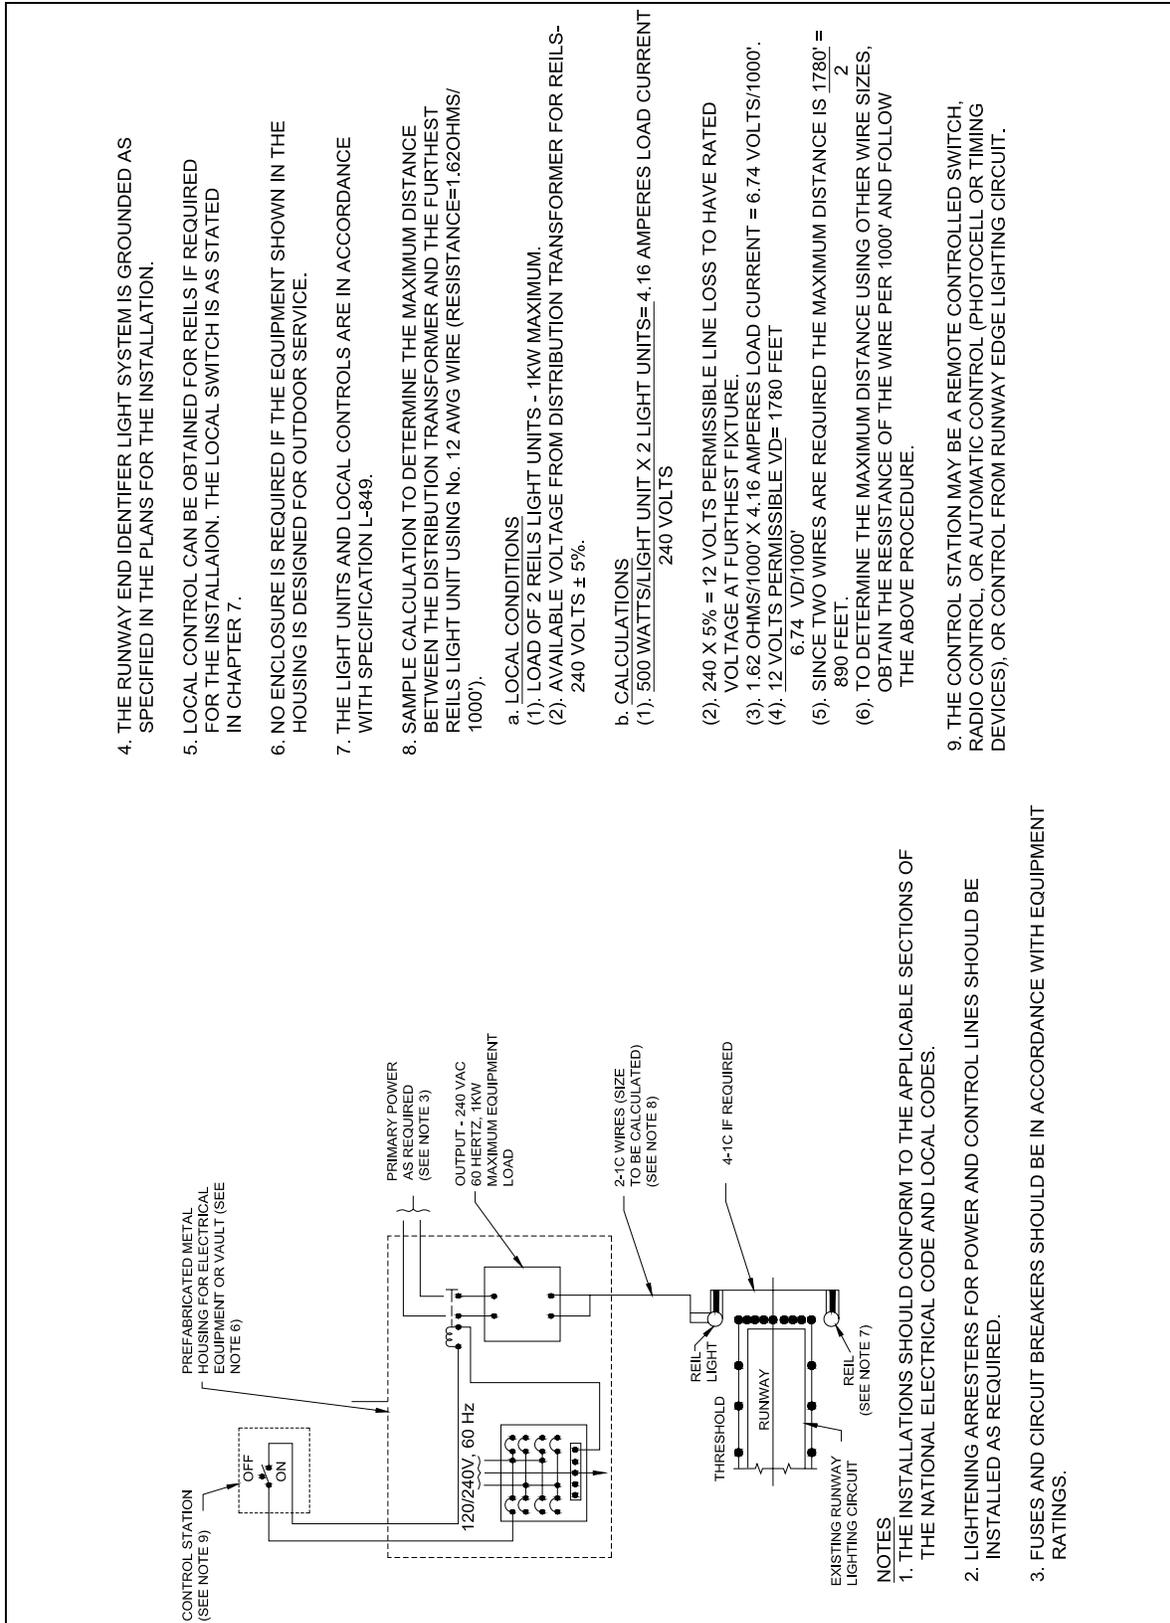 CONTROL STATION
(SEE NOTE 9)
OFF
ON
PREFABRICATED METAL
HOUSING FOR ELECTRICAL
EQUIPMENT OR VAULT (SEE
NOTE 6)
120/240V, 60 Hz
PRIMARY POWER
AS REQUIRED
(SEE NOTE 3)
OUTPUT - 240 VAC
60 HERTZ, 1KW
MAXIMUM EQUIPMENT
LOAD
2-1C WIRES (SIZE
TO BE CALCULATED)
(SEE NOTE 8)
4-1C IF REQUIRED
REIL
LIGHT
THRESHOLD
RUNWAY
REIL
(SEE NOTE 7)
EXISTING RUNWAY
LIGHTING CIRCUIT
NOTES
1. THE INSTALLATIONS SHOULD CONFORM TO THE APPLICABLE SECTIONS OF
THE NATIONAL ELECTRICAL CODE AND LOCAL CODES.
2. LIGHTENING ARRESTERS FOR POWER AND CONTROL LINES SHOULD BE
INSTALLED AS REQUIRED.
3. FUSES AND CIRCUIT BREAKERS SHOULD BE IN ACCORDANCE WITH EQUIPMENT
RATINGS.
4. THE RUNWAY END IDENTIFER LIGHT SYSTEM IS GROUNDED AS
SPECIFIED IN THE PLANS FOR THE INSTALLATION.
5. LOCAL CONTROL CAN BE OBTAINED FOR REILS IF REQUIRED
FOR THE INSTALLAION. THE LOCAL SWITCH IS AS STATED
IN CHAPTER 7.
6. NO ENCLOSURE IS REQUIRED IF THE EQUIPMENT SHOWN IN THE
HOUSING IS DESIGNED FOR OUTDOOR SERVICE.
7. THE LIGHT UNITS AND LOCAL CONTROLS ARE IN ACCORDANCE
WITH SPECIFICATION L-849.
8. SAMPLE CALCULATION TO DETERMINE THE MAXIMUM DISTANCE
BETWEEN THE DISTRIBUTION TRANSFORMER AND THE FURTHEST
REILS LIGHT UNIT USING No. 12 AWG WIRE (RESISTANCE=1.62OHMS/
1000').
a. LOCAL CONDITIONS
(1). LOAD OF 2 REILS LIGHT UNITS - 1KW MAXIMUM.
(2). AVAILABLE VOLTAGE FROM DISTRIBUTION TRANSFORMER FOR REILS-
240 VOLTS ± 5%.
b. CALCULATIONS
(1). 500 WATTS/LIGHT UNIT X 2 LIGHT UNITS= 4.16 AMPERES LOAD CURRENT
240 VOLTS
(2). 240 X 5% = 12 VOLTS PERMISSIBLE LINE LOSS TO HAVE RATED
VOLTAGE AT FURTHEST FIXTURE.
(3). 1.62 OHMS/1000' X 4.16 AMPERES LOAD CURRENT = 6.74 VOLTS/1000'.
(4). 12 VOLTS PERMISSIBLE VD= 1780 FEET
6.74 VD/1000'
(5). SINCE TWO WIRES ARE REQUIRED THE MAXIMUM DISTANCE IS 1780' =
2
890 FEET.
(6). TO DETERMINE THE MAXIMUM DISTANCE USING OTHER WIRE SIZES,
OBTAIN THE RESISTANCE OF THE WIRE PER 1000' AND FOLLOW
THE ABOVE PROCEDURE.
9. THE CONTROL STATION MAY BE A REMOTE CONTROLLED SWITCH,
RADIO CONTROL, OR AUTOMATIC CONTROL (PHOTOCELL OR TIMING
DEVICES), OR CONTROL FROM RUNWAY EDGE LIGHTING CIRCUIT.